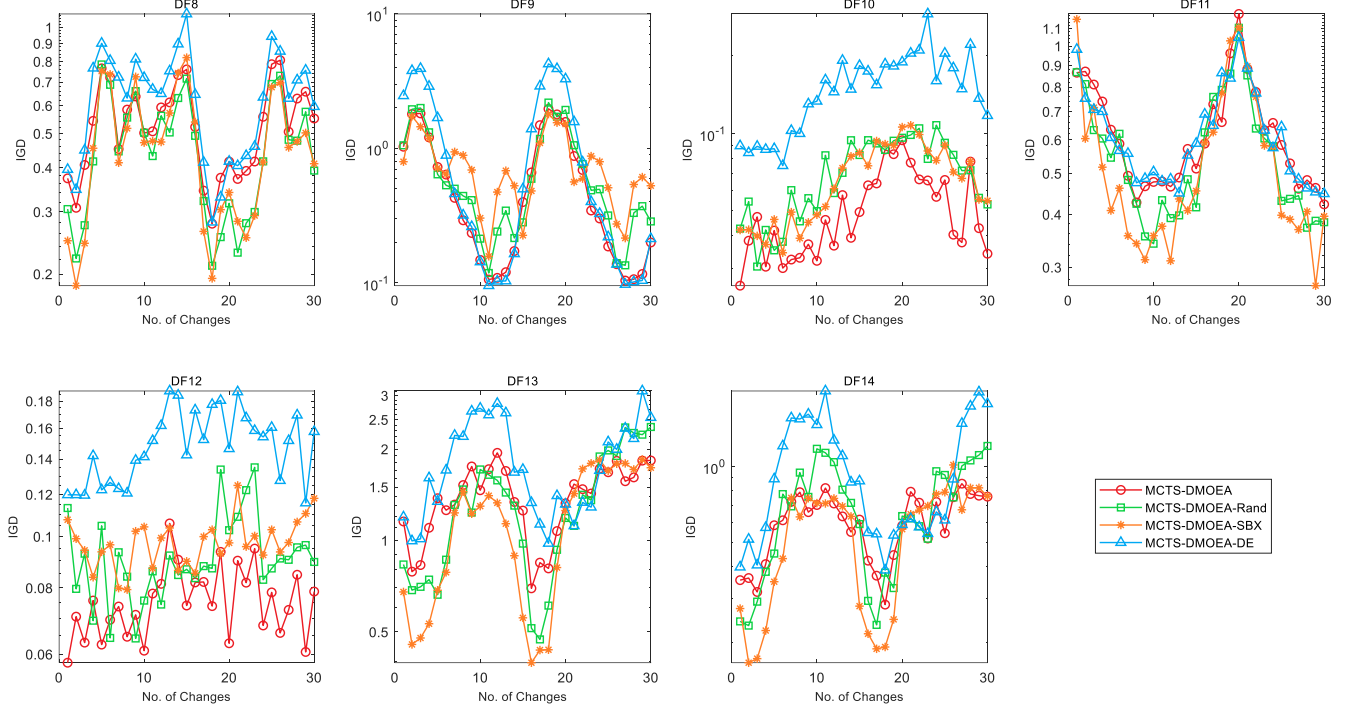 DF8
IGD
1
0.9
0.8
0.7
0.6
0.5
0.4
0.3
0.2
0
10
20
30
No. of Changes
DF9
IGD
10^1
10^0
10^-1
0
10
20
30
No. of Changes
DF10
IGD
10^-1
0
10
20
30
No. of Changes
DF11
IGD
1.1
1
0.9
0.8
0.7
0.6
0.5
0.4
0.3
0
10
20
30
No. of Changes
DF12
IGD
0.18
0.16
0.14
0.12
0.1
0.08
0.06
0
10
20
30
No. of Changes
DF13
IGD
3
2.5
2
1.5
1
0.5
0
10
20
30
No. of Changes
DF14
IGD
10^0
0
10
20
30
No. of Changes
MCTS-DMOEA
MCTS-DMOEA-Rand
MCTS-DMOEA-SBX
MCTS-DMOEA-DE